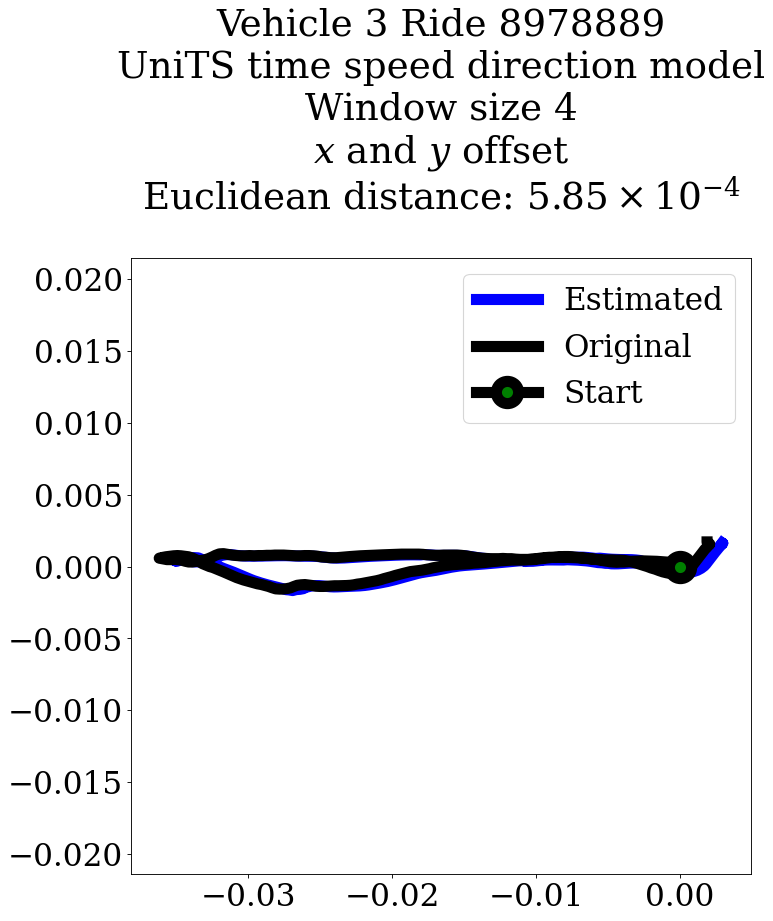 Vehicle 3 Ride 8978889
UniTS time speed direction model
Window size 4
x and y offset
Euclidean distance: 5.85 × 10⁻⁴
Estimated
Original
Start
0.020
0.015
0.010
0.005
0.000
−0.005
−0.010
−0.015
−0.020
−0.03 −0.02 −0.01 0.00